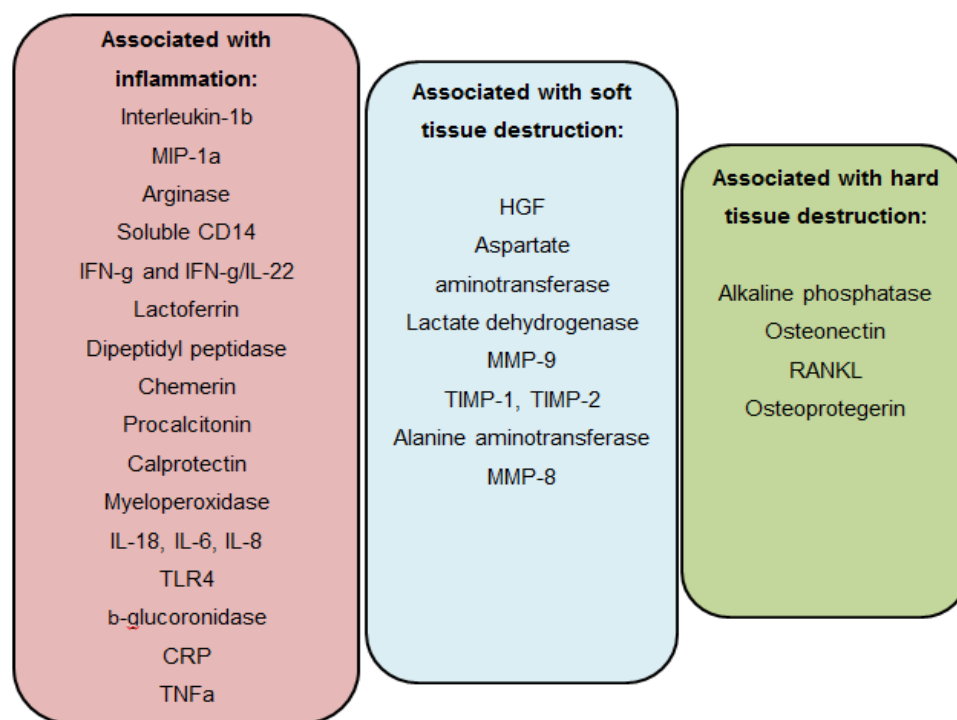 Associated with
inflammation:
Interleukin-1b
MIP-1a
Arginase
Soluble CD14
IFN-g and IFN-g/IL-22
Lactoferrin
Dipeptidyl peptidase
Chemerin
Procalcitonin
Calprotectin
Myeloperoxidase
IL-18, IL-6, IL-8
TLR4
b-glucoronidase
CRP
TNFa
Associated with soft
tissue destruction:
HGF
Aspartate
aminotransferase
Lactate dehydrogenase
MMP-9
TIMP-1, TIMP-2
Alanine aminotransferase
MMP-8
Associated with hard
tissue destruction:
Alkaline phosphatase
Osteonectin
RANKL
Osteoprotegerin